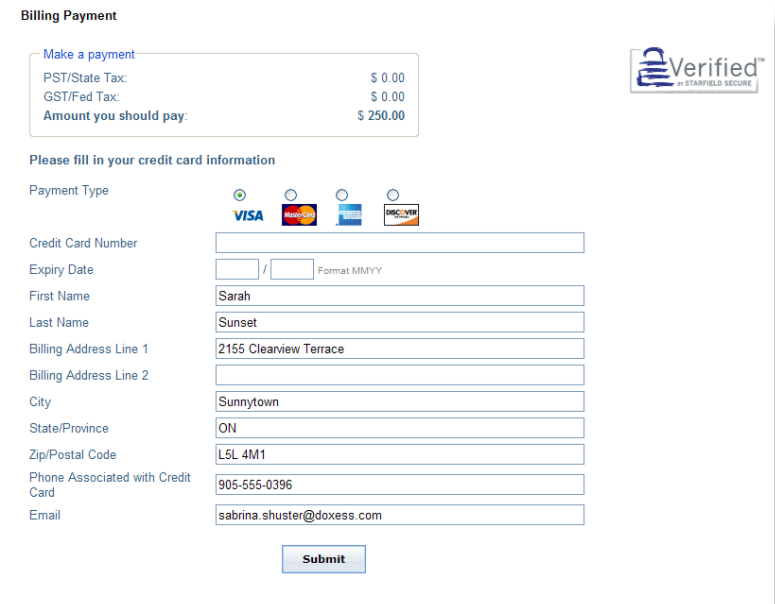 Billing Payment
Make a payment
PST/State Tax: $ 0.00
GST/Fed Tax: $ 0.00
Amount you should pay: $ 250.00
Verified™
BY STARFIELD SECURE
Please fill in your credit card information
Payment Type
VISA MasterCard AMERICAN EXPRESS DISCOVER
Credit Card Number
Expiry Date / Format MMYY
First Name Sarah
Last Name Sunset
Billing Address Line 1 2155 Clearview Terrace
Billing Address Line 2
City Sunnytown
State/Province ON
Zip/Postal Code L5L 4M1
Phone Associated with Credit
Card
905-555-0396
Email sabrina.shuster@doxess.com
Submit